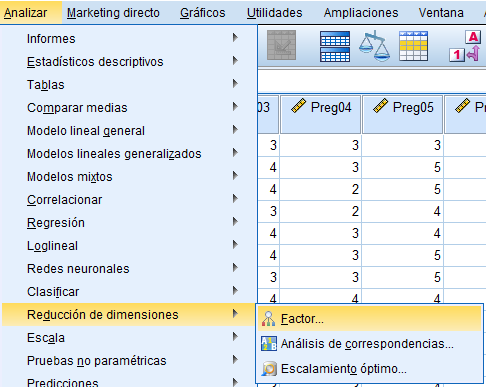 Analizar Marketing directo Gráficos Utilidades Ampliaciones Ventana
Informes
Estadísticos descriptivos
Tablas
Comparar medias
Modelo lineal general
Modelos lineales generalizados
Modelos mixtos
Correlacionar
Regresión
Loglineal
Redes neuronales
Clasificar
Reducción de dimensiones
Escala
Pruebas no paramétricas
Predicciones
A
1
03 Preg04 Preg05
3 3 3
4 3 5
4 2 5
3 2 4
4 3 4
4 3 5
4 3 5
4 4 4
Factor...
Análisis de correspondencias...
Escalamiento óptimo...